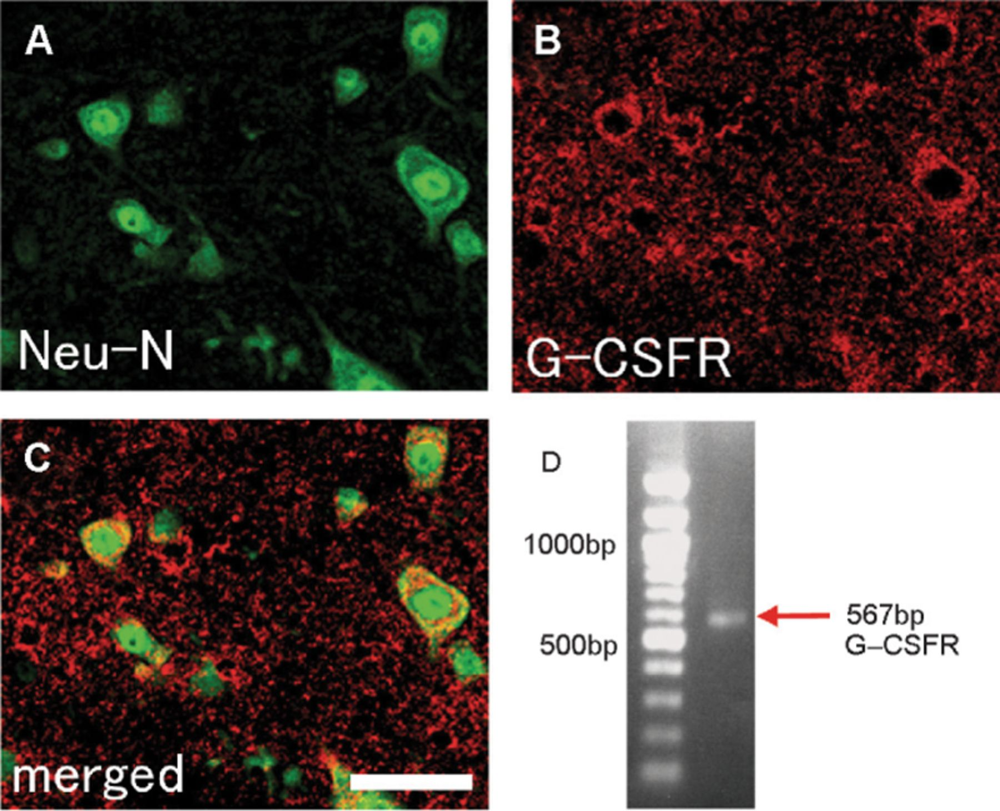 A
Neu-N
B
G-CSFR
C
merged
D
1000bp
500bp
567bp
G-CSFR